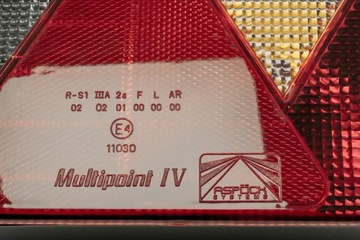 R-S1 IIIA 2a F L AR
02 02 01 00 00 00
E4
11030
Multipoint IV
ASPÖCK
SYSTEMS